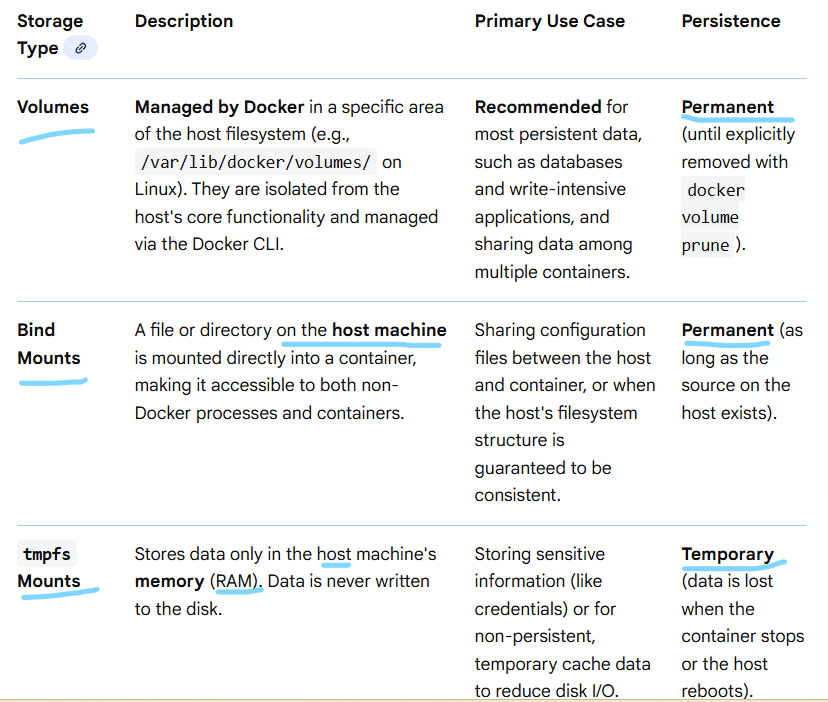 Storage Type
Description
Primary Use Case
Persistence
Volumes
Managed by Docker in a specific area
of the host filesystem (e.g.,
/var/lib/docker/volumes/ on
Linux). They are isolated from the
host's core functionality and managed
via the Docker CLI.
Recommended for
most persistent data,
such as databases
and write-intensive
applications, and
sharing data among
multiple containers.
Permanent
(until explicitly
removed with
docker
volume
prune ).
Bind
Mounts
A file or directory on the host machine
is mounted directly into a container,
making it accessible to both non-
Docker processes and containers.
Sharing configuration
files between the host
and container, or when
the host's filesystem
structure is
guaranteed to be
consistent.
Permanent (as
long as the
source on the
host exists).
tmpfs
Mounts
Stores data only in the host machine's
memory (RAM). Data is never written
to the disk.
Storing sensitive
information (like
credentials) or for
non-persistent,
temporary cache data
to reduce disk I/O.
Temporary
(data is lost
when the
container stops
or the host
reboots).